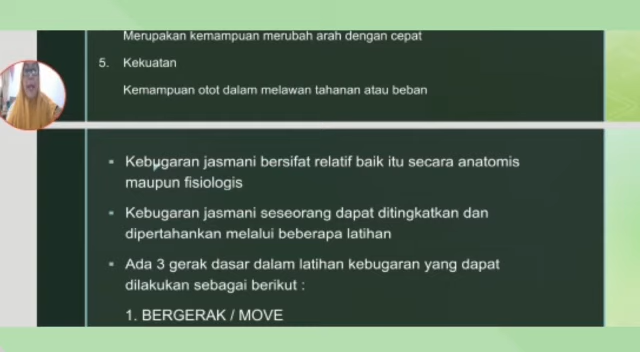 Merupakan kemampuan merubah arah dengan cepat
5. Kekuatan
Kemampuan otot dalam melawan tahanan atau beban
▪ Kebugaran jasmani bersifat relatif baik itu secara anatomis
maupun fisiologis
▪ Kebugaran jasmani seseorang dapat ditingkatkan dan
dipertahankan melalui beberapa latihan
▪ Ada 3 gerak dasar dalam latihan kebugaran yang dapat
dilakukan sebagai berikut :
1. BERGERAK / MOVE